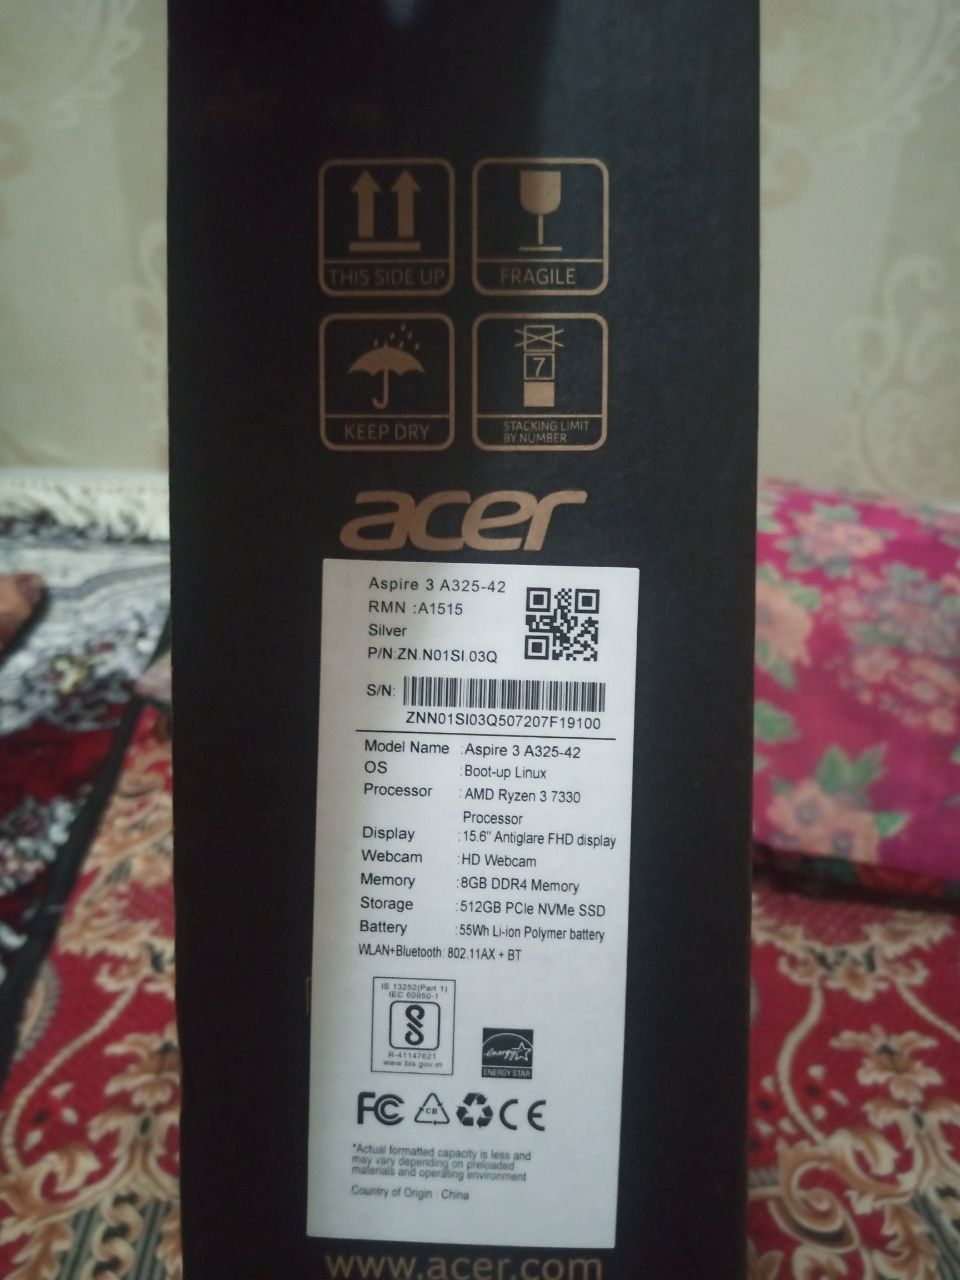 THIS SIDE UP
FRAGILE
KEEP DRY
7
STACKING LIMIT
BY NUMBER
acer
Aspire 3 A325-42
RMN :A1515
Silver
P/N:ZN.N01SI.03Q
S/N:
ZNN01SI03Q507207F19100
Model Name :Aspire 3 A325-42
OS :Boot-up Linux
Processor :AMD Ryzen 3 7330
Processor
Display :15.6" Antiglare FHD display
Webcam :HD Webcam
Memory :8GB DDR4 Memory
Storage :512GB PCIe NVMe SSD
Battery :55Wh Li-ion Polymer battery
WLAN+Bluetooth: 802.11AX + BT
IS 13252(Part 1)
IEC 60950-1
R-41147621
www.bis.gov.in
energy
ENERGY STAR
FC CB CE
*Actual formatted capacity is less and
may vary depending on preloaded
materials and operating environment
Country of Origin : China
www.acer.com